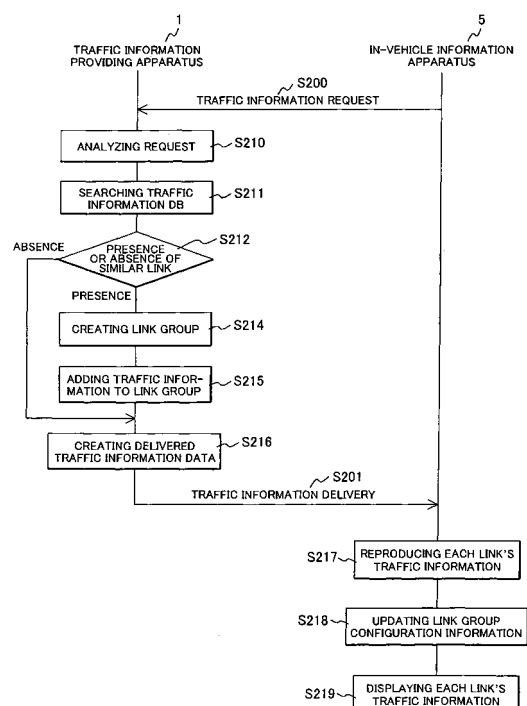 1
TRAFFIC INFORMATION
PROVIDING APPARATUS
5
IN-VEHICLE INFORMATION
APPARATUS
S200
TRAFFIC INFORMATION REQUEST
ANALYZING REQUEST
S210
SEARCHING TRAFFIC
INFORMATION DB
S211
S212
ABSENCE
PRESENCE
OR ABSENCE OF
SIMILAR LINK
PRESENCE
CREATING LINK GROUP
S214
ADDING TRAFFIC INFOR-
MATION TO LINK GROUP
S215
CREATING DELIVERED
TRAFFIC INFORMATION DATA
S216
S201
TRAFFIC INFORMATION DELIVERY
S217
REPRODUCING EACH LINK'S
TRAFFIC INFORMATION
S218
UPDATING LINK GROUP
CONFIGURATION INFORMATION
S219
DISPLAYING EACH LINK'S
TRAFFIC INFORMATION